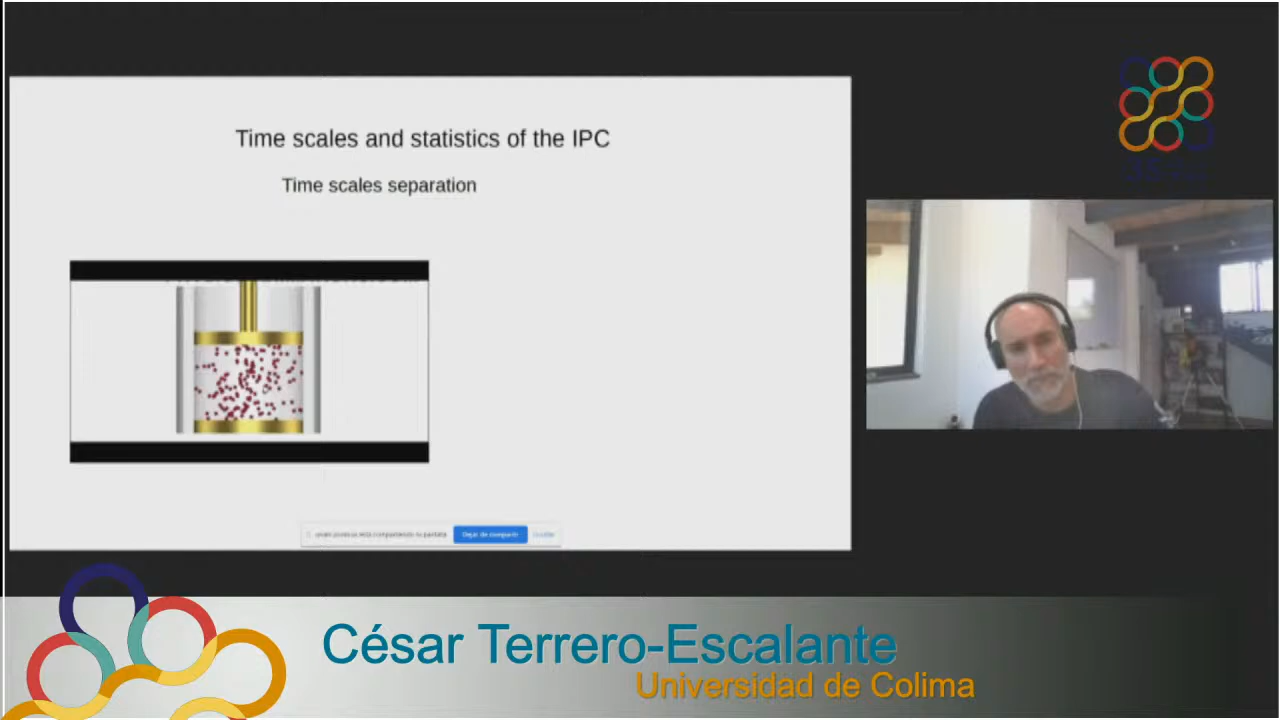 Time scales and statistics of the IPC
Time scales separation
Dejar de compartir
Ocultar
César Terrero-Escalante
Universidad de Colima